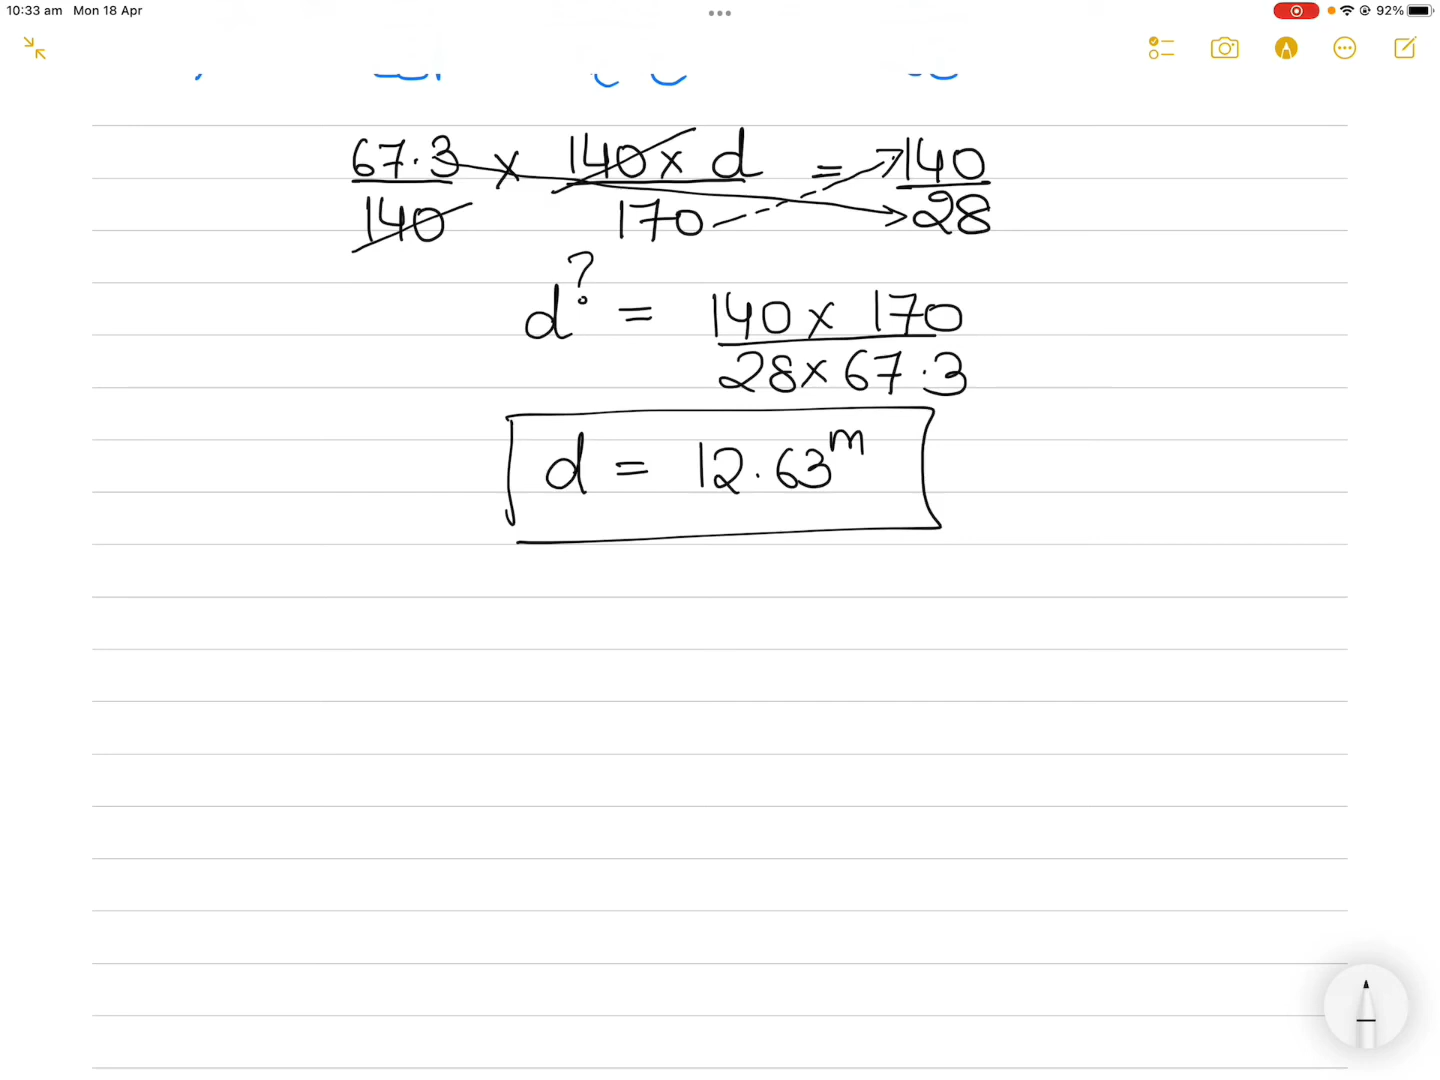 10:33 am Mon 18 Apr 92%
67.3 × 140 × d = 140
140 170 28
d? = 140 × 170
28 × 67.3
d = 12.63 m